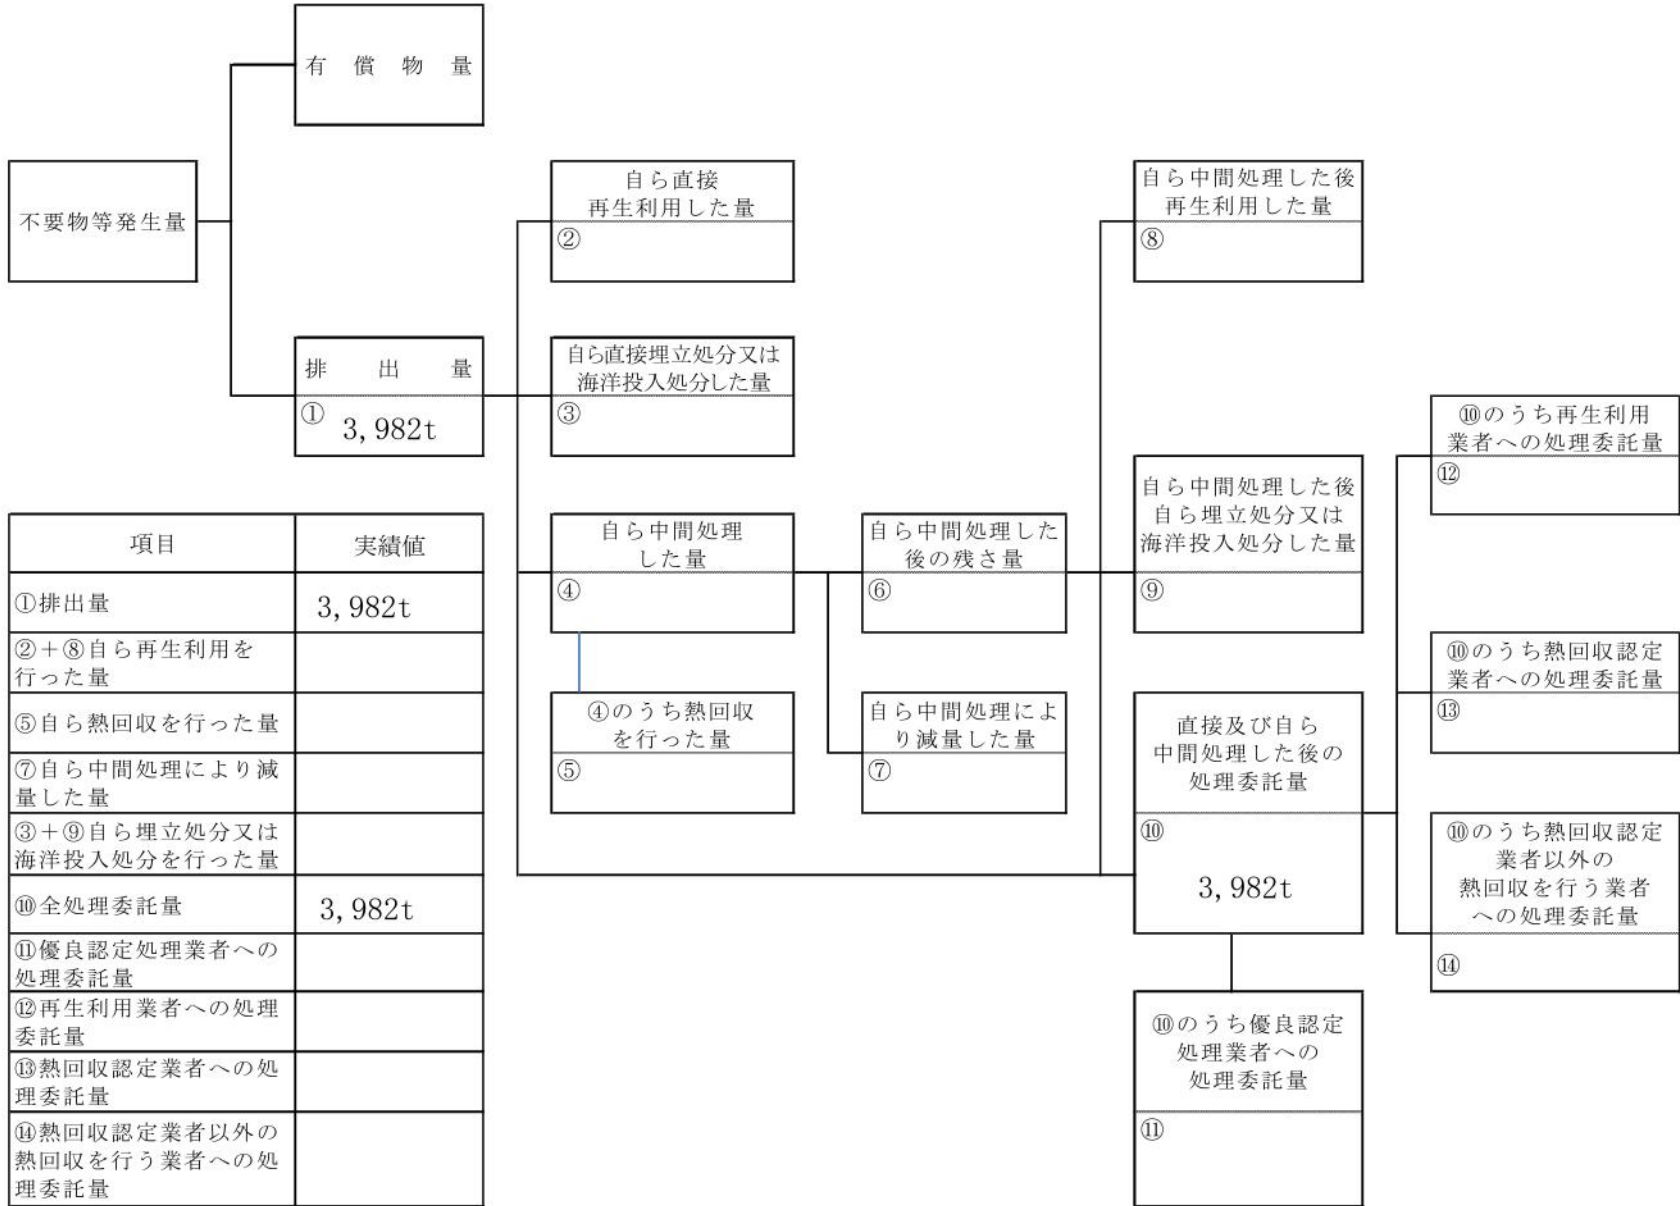 有償物量
不要物等発生量
排出量
①
3,982t
自ら直接
再生利用した量
②
自ら直接埋立処分又は
海洋投入処分した量
③
自ら中間処理
した量
④
④のうち熱回収
を行った量
⑤
自ら中間処理した
後の残さ量
⑥
自ら中間処理によ
り減量した量
⑦
自ら中間処理した後
再生利用した量
⑧
自ら中間処理した後
自ら埋立処分又は
海洋投入処分した量
⑨
直接及び自ら
中間処理した後の
処理委託量
⑩
3,982t
⑩のうち優良認定
処理業者への
処理委託量
⑪
⑩のうち再生利用
業者への処理委託量
⑫
⑩のうち熱回収認定
業者への処理委託量
⑬
⑩のうち熱回収認定
業者以外の
熱回収を行う業者
への処理委託量
⑭
項目 実績値
①排出量 3,982t
②＋⑧自ら再生利用を
行った量
⑤自ら熱回収を行った量
⑦自ら中間処理により減
量した量
③＋⑨自ら埋立処分又は
海洋投入処分を行った量
⑩全処理委託量 3,982t
⑪優良認定処理業者への
処理委託量
⑫再生利用業者への処理
委託量
⑬熱回収認定業者への処
理委託量
⑭熱回収認定業者以外の
熱回収を行う業者への処
理委託量